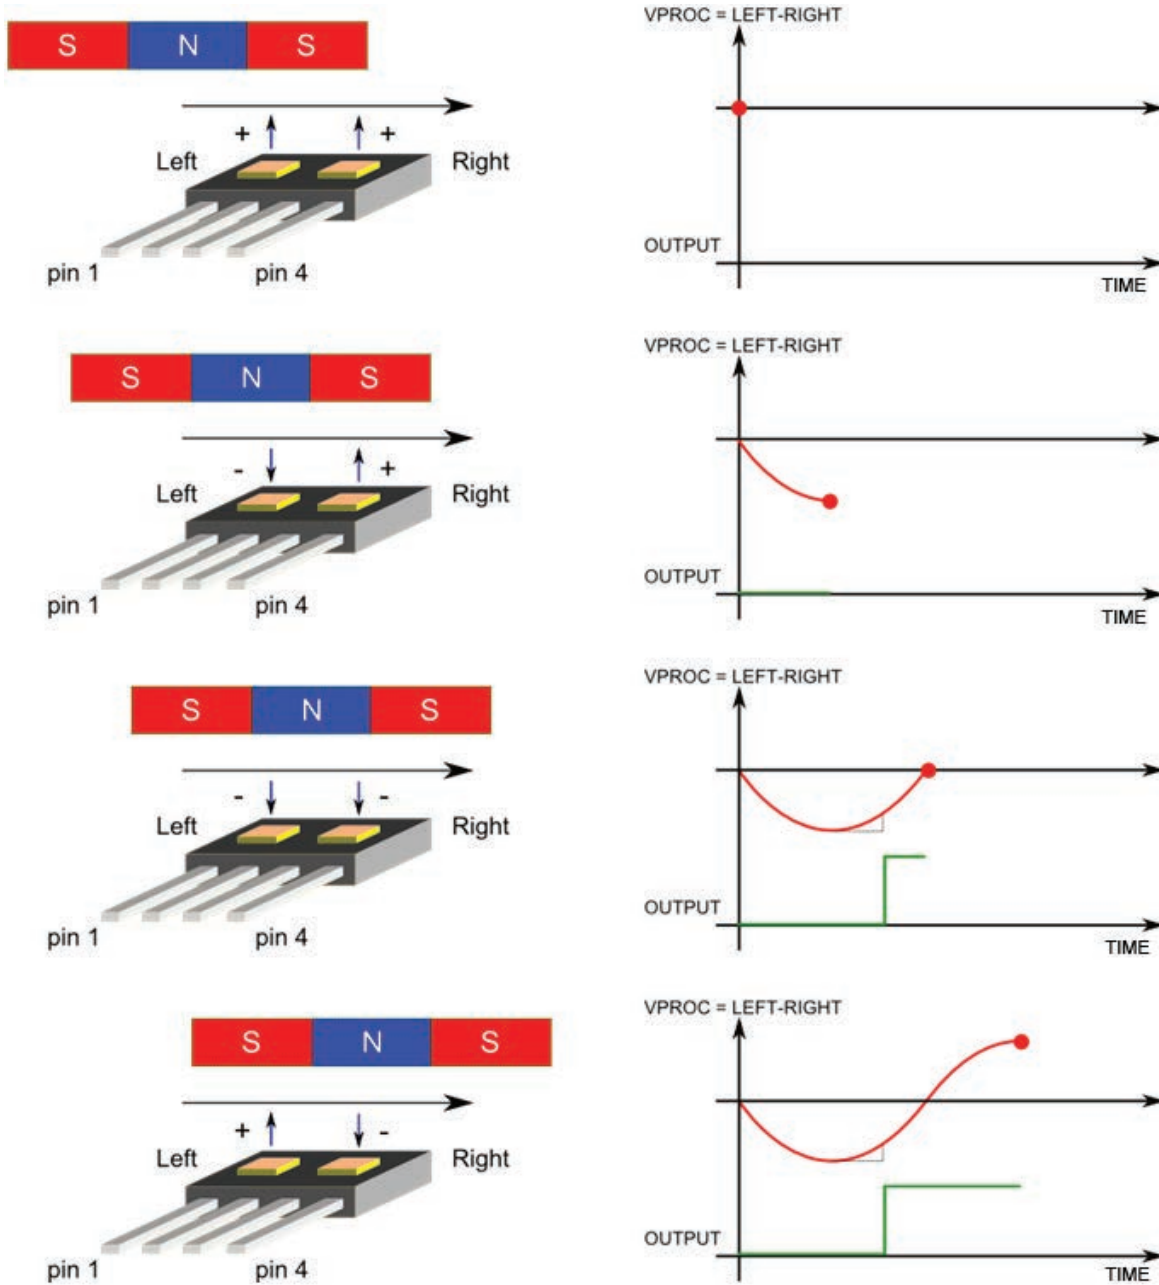 VPROC = LEFT-RIGHT
S N S
+ +
Left Right
OUTPUT
TIME
pin 1 pin 4
VPROC = LEFT-RIGHT
S N S
- +
Left Right
OUTPUT
TIME
pin 1 pin 4
VPROC = LEFT-RIGHT
S N S
- -
Left Right
OUTPUT
TIME
pin 1 pin 4
VPROC = LEFT-RIGHT
S N S
+ -
Left Right
OUTPUT
TIME
pin 1 pin 4